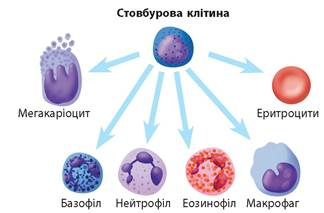 Стовбурова клітина
Мегакаріоцит
Еритроцити
Базофіл
Нейтрофіл
Еозинофіл
Макрофаг